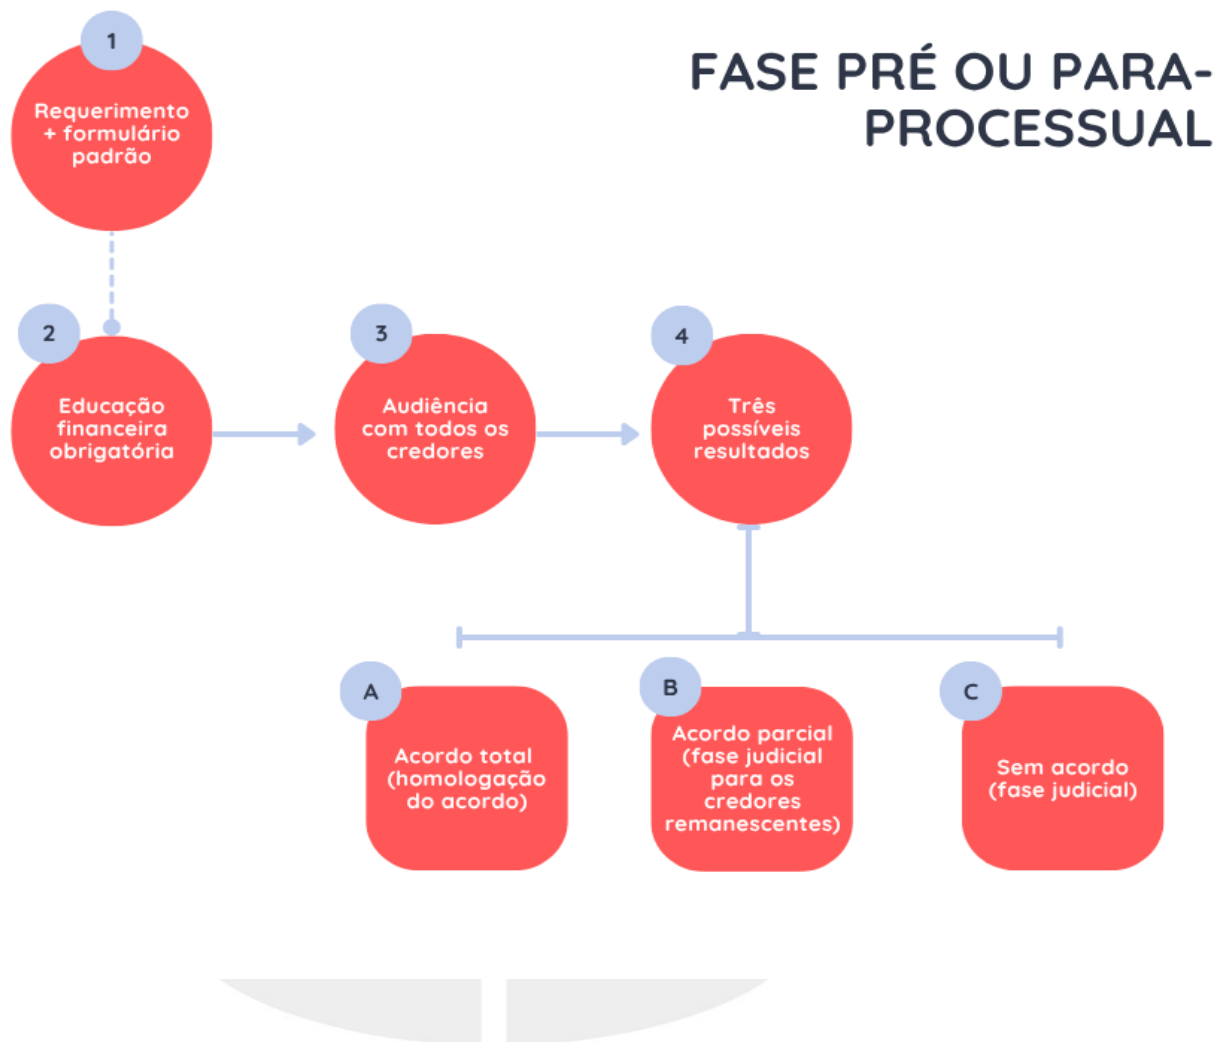 FASE PRÉ OU PARA-
PROCESSUAL
1
Requerimento
+ formulário
padrão
2
Educação
financeira
obrigatória
3
Audiência
com todos os
credores
4
Três
possíveis
resultados
A
Acordo total
(homologação
do acordo)
B
Acordo parcial
(fase judicial
para os
credores
remanescentes)
C
Sem acordo
(fase judicial)